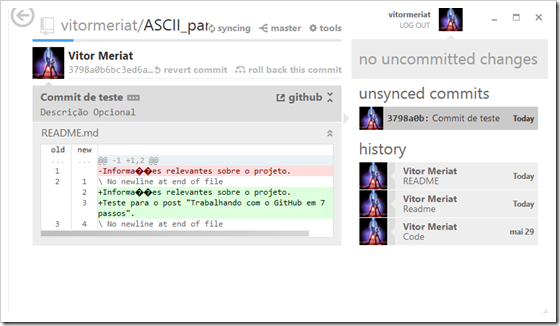 vitormeriat/ASCII_pa
syncing
master
tools
vitormeriat
LOG OUT
Vitor Meriat
3798a0b6bc3ed6a...
revert commit
roll back this commit
Commit de teste
github
Descrição Opcional
README.md
old new
... ... @@ -1 +1,2 @@
1 -Informa��es relevantes sobre o projeto.
2 1 \ No newline at end of file
2 +Informa��es relevantes sobre o projeto.
3 +Teste para o post "Trabalhando com o GitHub em 7
passos".
3 4 \ No newline at end of file
no uncommitted changes
unsynced commits
3798a0b: Commit de teste Today
history
Vitor Meriat
README Today
Vitor Meriat
Readme Today
Vitor Meriat
Code mai 29